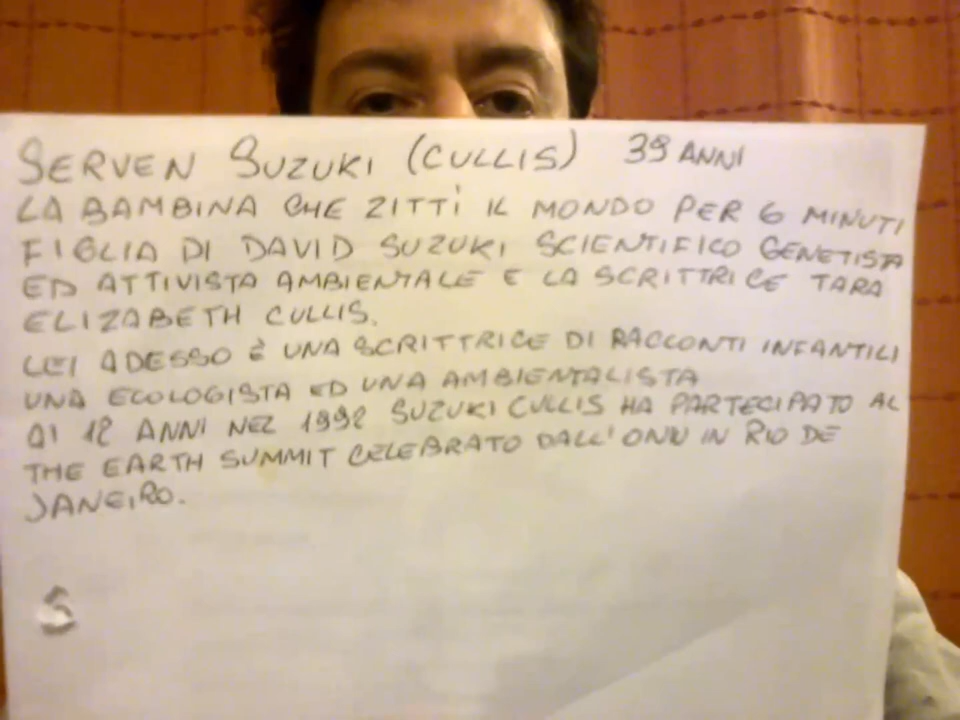 SERVEN SUZUKI (CULLIS) 39 ANNI
LA BAMBINA CHE ZITTÌ IL MONDO PER 6 MINUTI
FIGLIA DI DAVID SUZUKI SCIENTIFICO GENETISTA
ED ATTIVISTA AMBIENTALE E LA SCRITTRICE TARA
ELIZABETH CULLIS.
LEI ADESSO È UNA SCRITTRICE DI RACCONTI INFANTILI
UNA ECOLOGISTA ED UNA AMBIENTALISTA
AI 12 ANNI NEL 1992 SUZUKI CULLIS HA PARTECIPATO AL
THE EARTH SUMMIT CELEBRATO DALL'ONU IN RIO DE
JANEIRO.
S